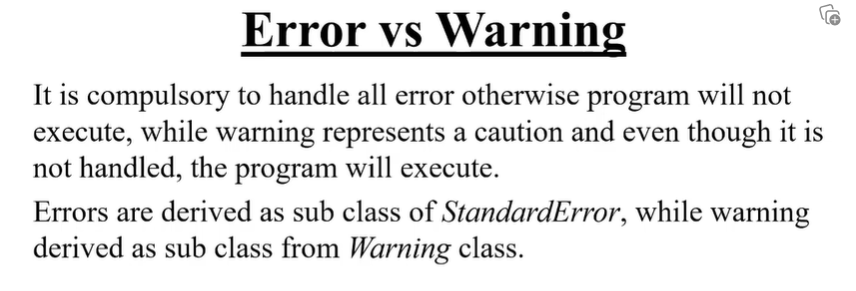 Error vs Warning
It is compulsory to handle all error otherwise program will not
execute, while warning represents a caution and even though it is
not handled, the program will execute.
Errors are derived as sub class of StandardError, while warning
derived as sub class from Warning class.